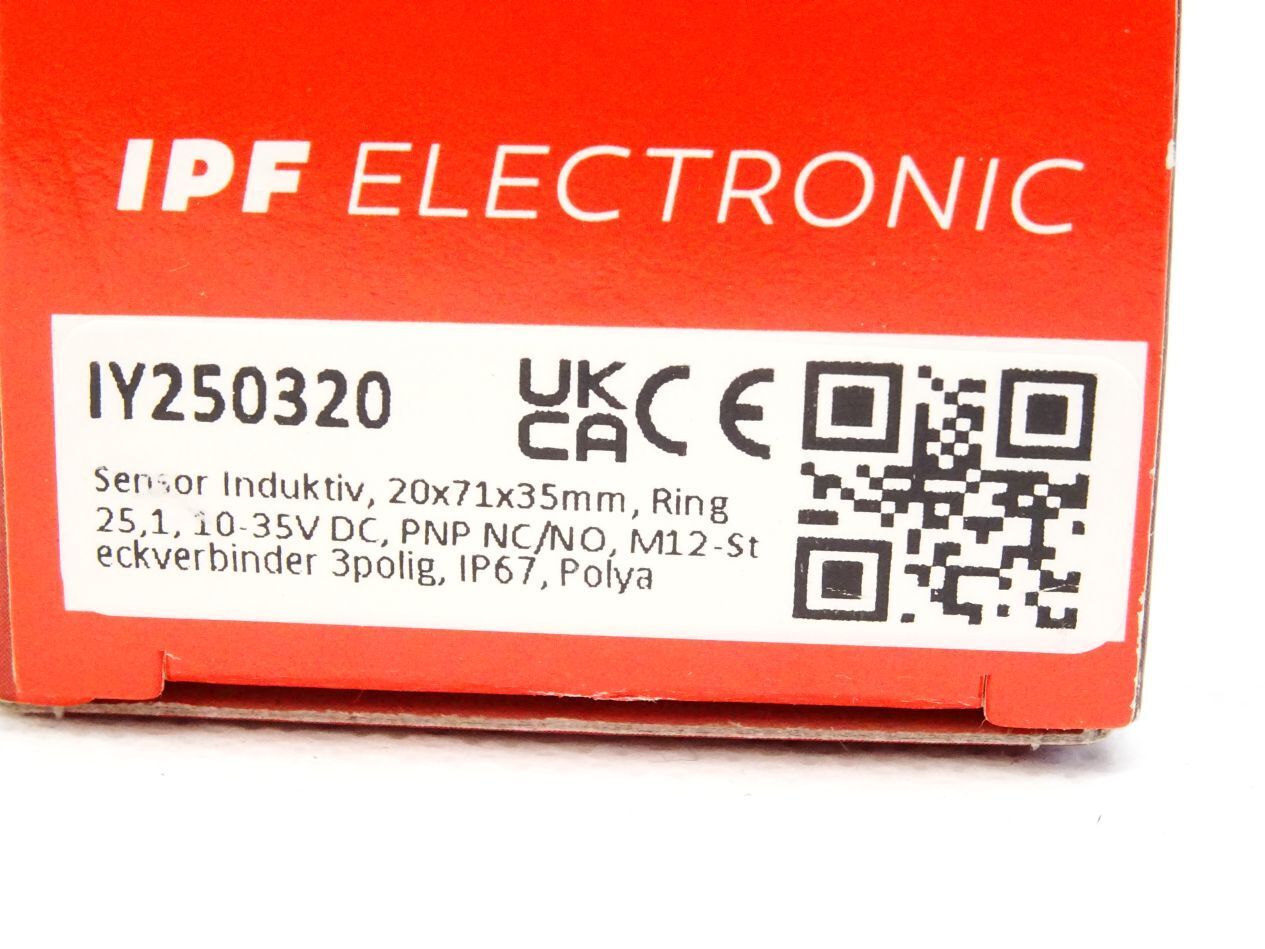 IPF ELECTRONIC
IY250320
UK
CA CE
Sensor Induktiv, 20x71x35mm, Ring
25,1, 10-35V DC, PNP NC/NO, M12-St
eckverbinder 3polig, IP67, Polya